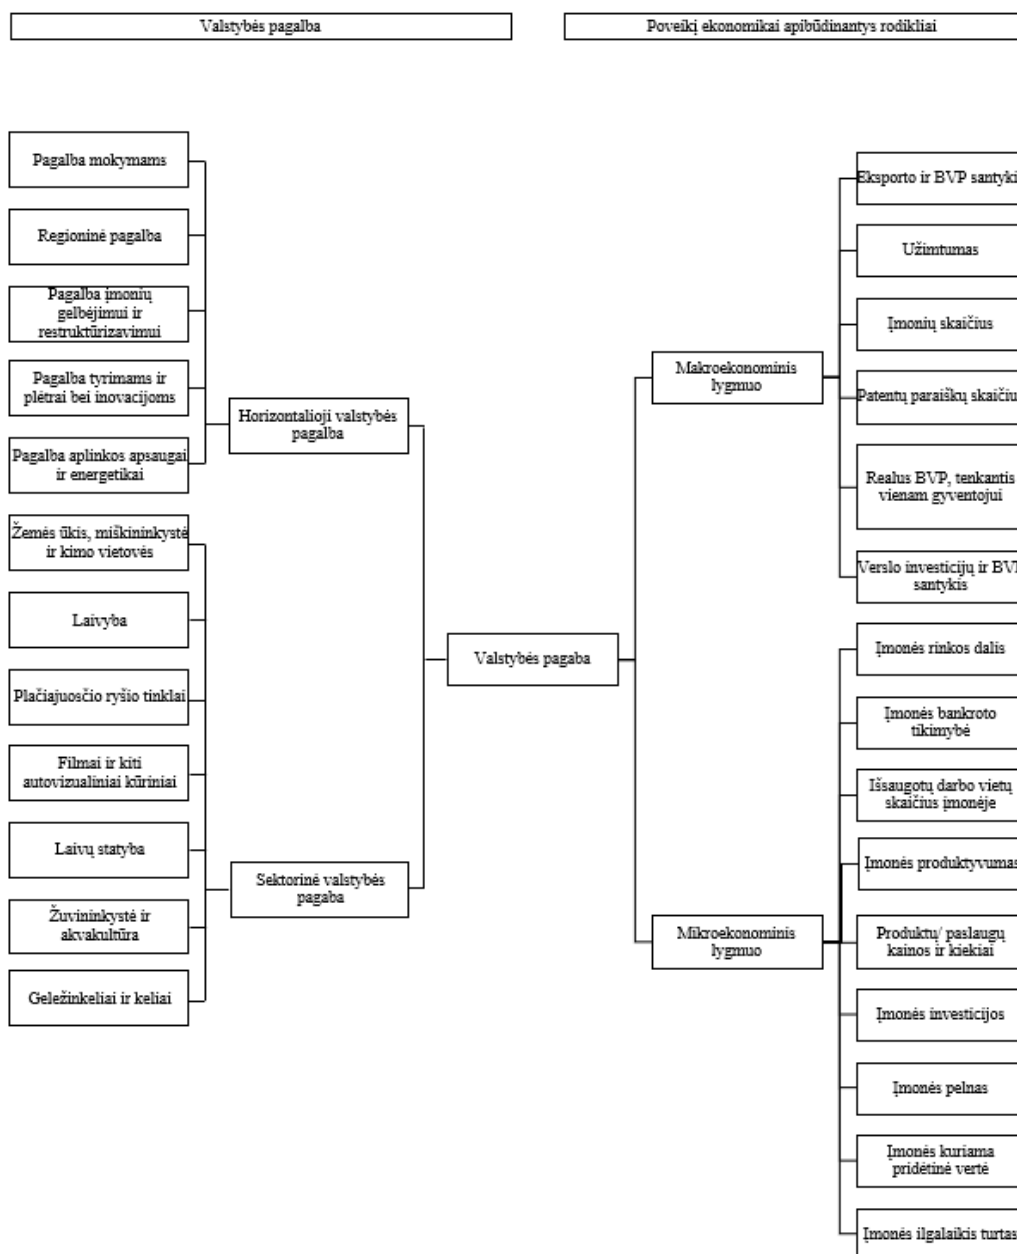 Valstybės pagalba
Poveikį ekonomikai apibūdinantys rodikliai
Pagalba mokymams
Regioninė pagalba
Pagalba įmonių
gelbėjimui ir
restruktūrizavimui
Pagalba tyrimams ir
plėtrai bei inovacijoms
Pagalba aplinkos apsaugai
ir energetikai
Žemės ūkis, miškininkystė
ir kimo vietovės
Laivyba
Plačiajuosčio ryšio tinklai
Filmai ir kiti
autovizualiniai kūriniai
Laivų statyba
Žuvininkystė ir
akvakultūra
Geležinkeliai ir keliai
Horizontalioji valstybės
pagalba
Sektorinė valstybės
pagaba
Valstybės pagaba
Makroekonominis
lygmuo
Mikroekonominis
lygmuo
Eksporto ir BVP santyki
Užimtumas
Įmonių skaičius
Patentų paraiškų skaičiu
Realus BVP, tenkantis
vienam gyventojui
Verslo investicijų ir BVP
santykis
Įmonės rinkos dalis
Įmonės bankroto
tikimybė
Išsaugotų darbo vietų
skaičius įmonėje
Įmonės produktyvumas
Produktų/ paslaugų
kainos ir kiekiai
Įmonės investicijos
Įmonės pelnas
Įmonės kuriama
pridėtinė vertė
Įmonės ilgalaikis turtas